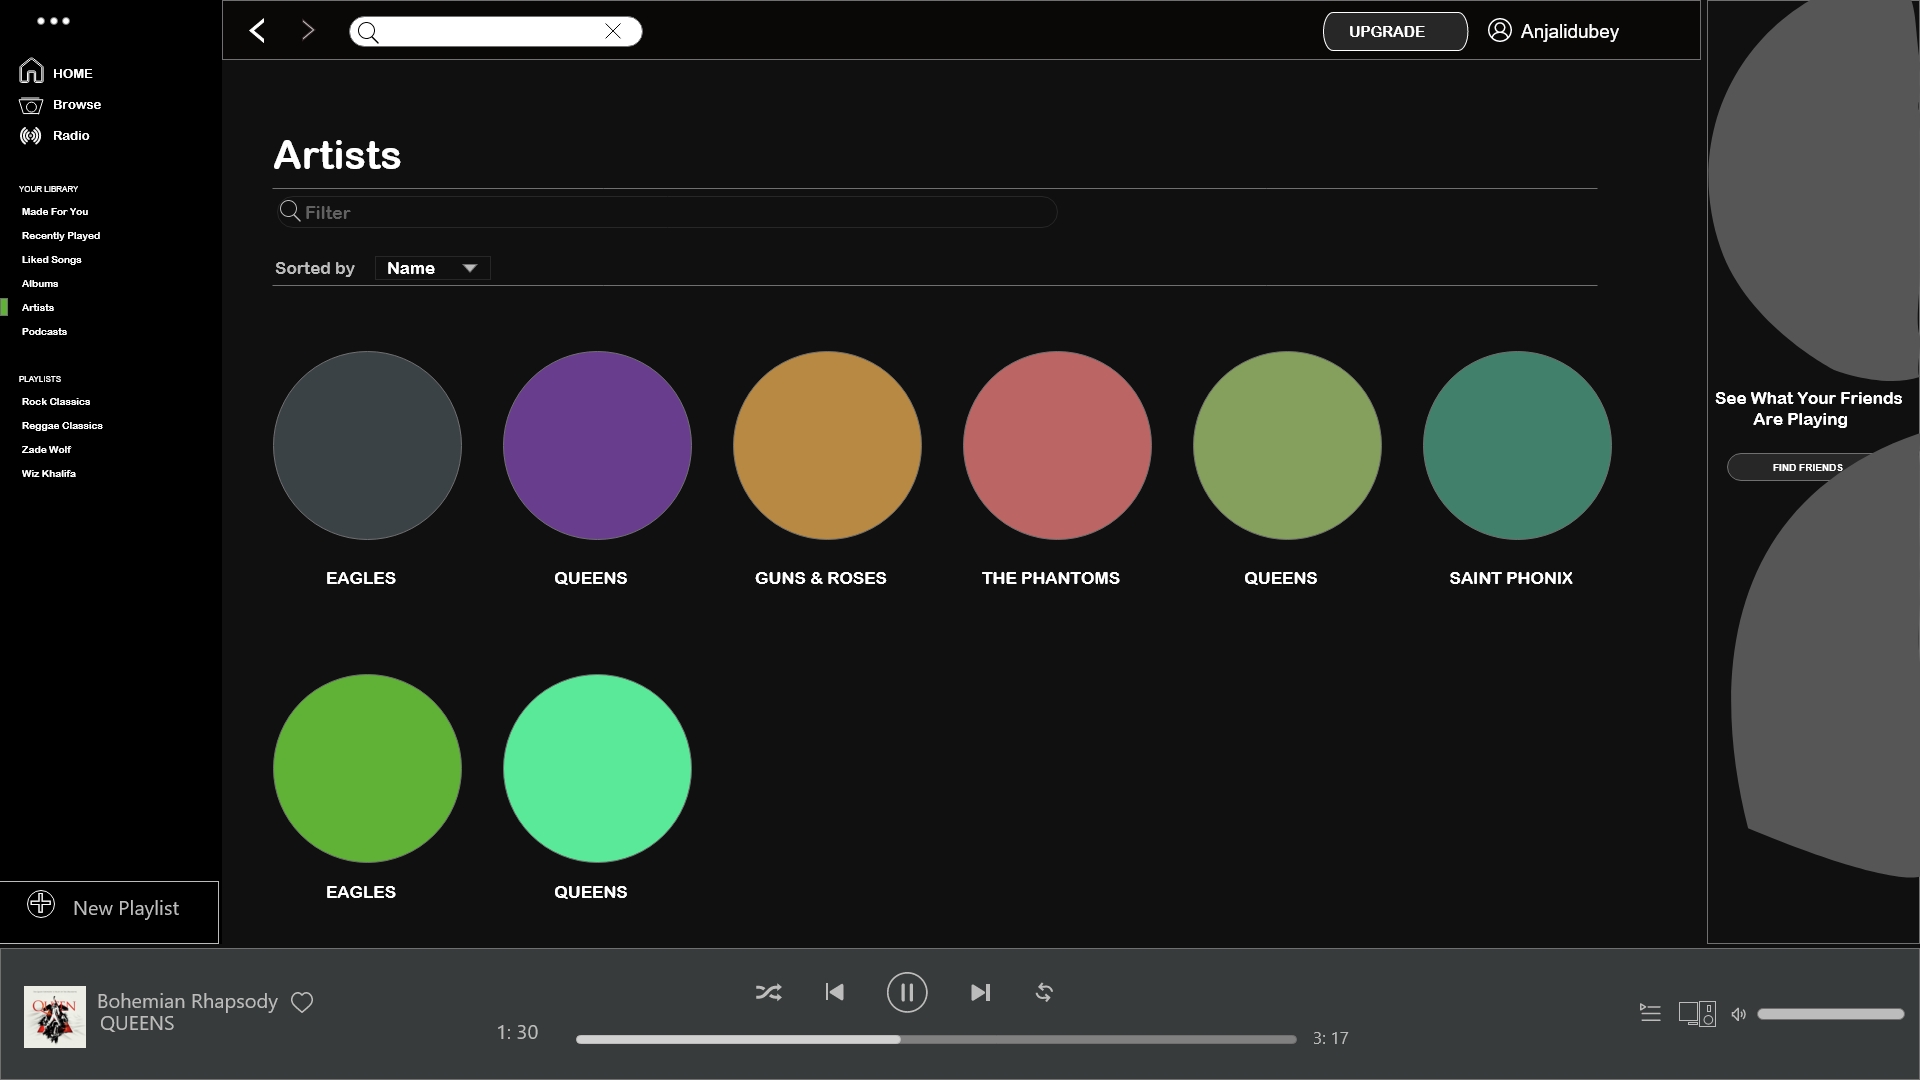 HOME
Browse
Radio
YOUR LIBRARY
Made For You
Recently Played
Liked Songs
Albums
Artists
Podcasts
PLAYLISTS
Rock Classics
Reggae Classics
Zade Wolf
Wiz Khalifa
New Playlist
UPGRADE
Anjalidubey
Artists
Filter
Sorted by Name
EAGLES
QUEENS
GUNS & ROSES
THE PHANTOMS
QUEENS
SAINT PHONIX
EAGLES
QUEENS
See What Your Friends
Are Playing
FIND FRIENDS
QUEEN
Bohemian Rhapsody
QUEENS
1: 30
3: 17